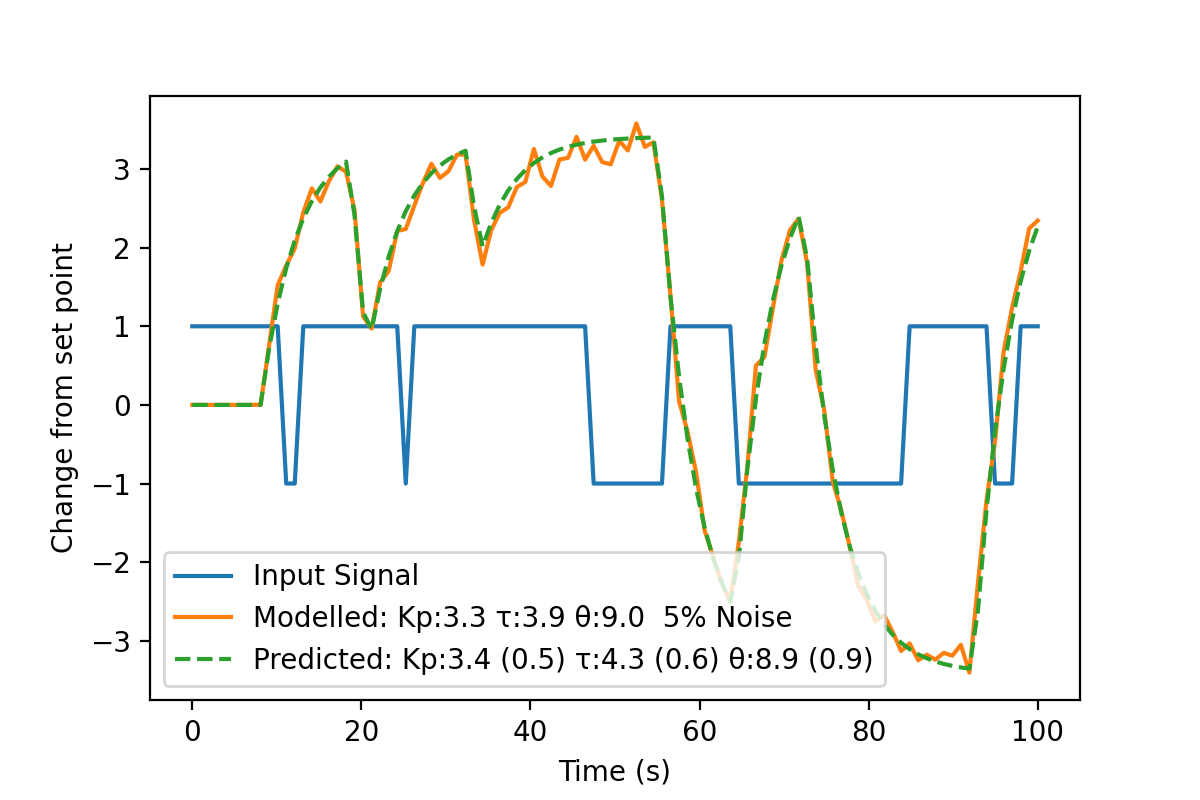 Change from set point
3
2
1
0
−1
−2
−3
Input Signal
Modelled: Kp:3.3 τ:3.9 θ:9.0  5% Noise
Predicted: Kp:3.4 (0.5) τ:4.3 (0.6) θ:8.9 (0.9)
0 20 40 60 80 100
Time (s)